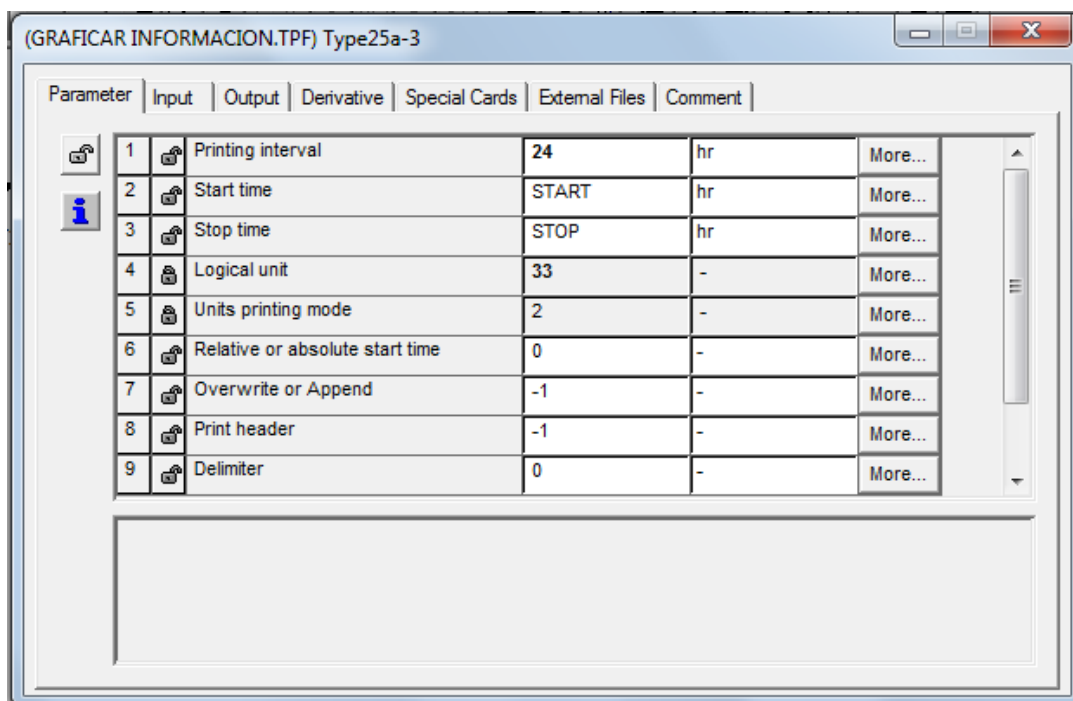 (GRAFICAR INFORMACION.TPF) Type25a-3
Parameter Input Output Derivative Special Cards External Files Comment
1 Printing interval 24 hr More...
2 Start time START hr More...
3 Stop time STOP hr More...
4 Logical unit 33 - More...
5 Units printing mode 2 - More...
6 Relative or absolute start time 0 - More...
7 Overwrite or Append -1 - More...
8 Print header -1 - More...
9 Delimiter 0 - More...